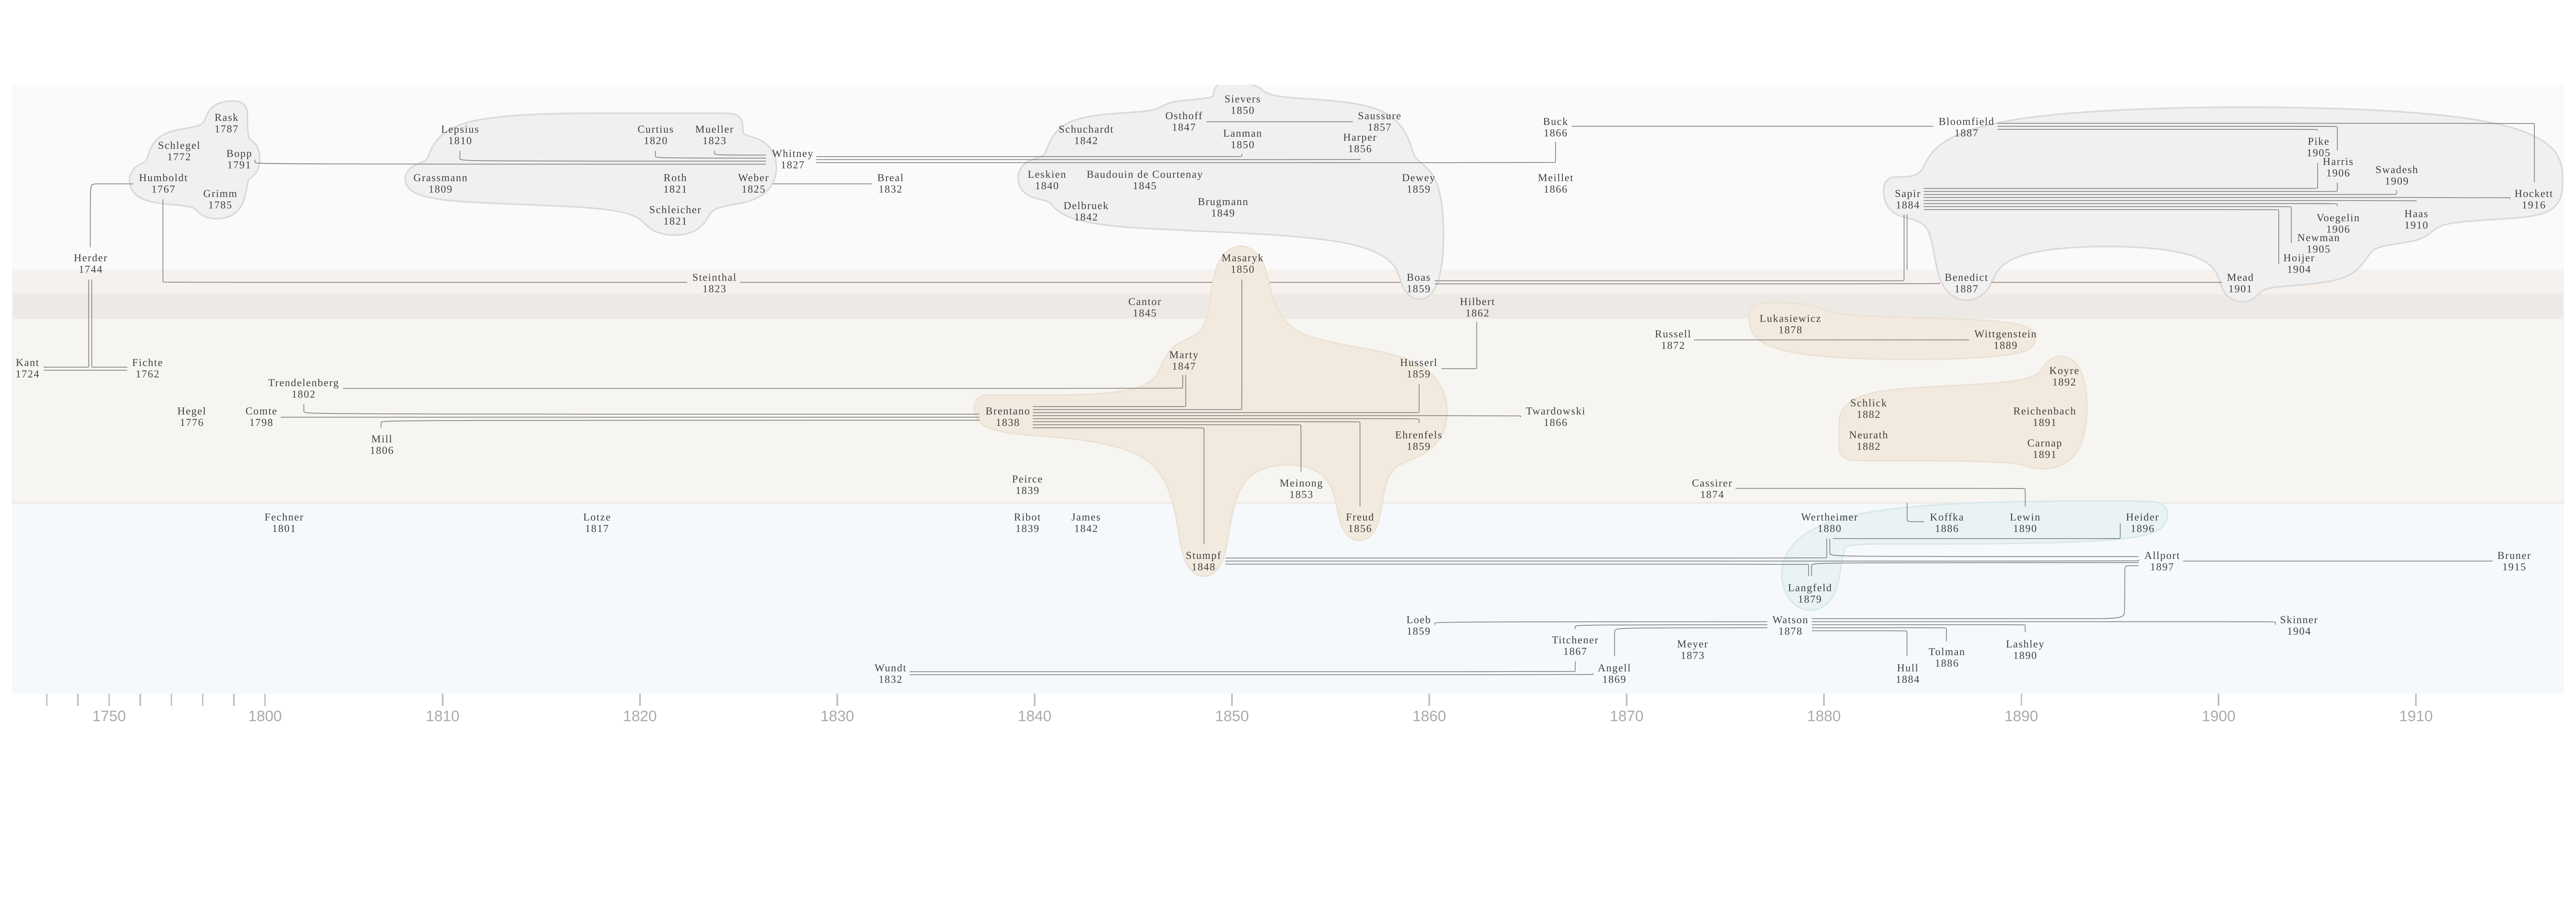 Sievers
1850
Rask
1787
Osthoff
1847
Saussure
1857
Buck
1866
Bloomfield
1887
Lepsius
1810
Curtius
1820
Mueller
1823
Schuchardt
1842
Lanman
1850
Harper
1856
Pike
1905
Schlegel
1772
Bopp
1791
Whitney
1827
Harris
1906
Swadesh
1909
Humboldt
1767
Grassmann
1809
Roth
1821
Weber
1825
Breal
1832
Leskien
1840
Baudouin de Courtenay
1845
Dewey
1859
Meillet
1866
Grimm
1785
Sapir
1884
Hockett
1916
Schleicher
1821
Delbruek
1842
Brugmann
1849
Voegelin
1906
Haas
1910
Newman
1905
Herder
1744
Masaryk
1850
Hoijer
1904
Steinthal
1823
Boas
1859
Benedict
1887
Mead
1901
Cantor
1845
Hilbert
1862
Lukasiewicz
1878
Russell
1872
Wittgenstein
1889
Kant
1724
Fichte
1762
Marty
1847
Husserl
1859
Koyre
1892
Trendelenberg
1802
Hegel
1776
Comte
1798
Brentano
1838
Twardowski
1866
Schlick
1882
Reichenbach
1891
Mill
1806
Ehrenfels
1859
Neurath
1882
Carnap
1891
Peirce
1839
Meinong
1853
Cassirer
1874
Fechner
1801
Lotze
1817
Ribot
1839
James
1842
Freud
1856
Wertheimer
1880
Koffka
1886
Lewin
1890
Heider
1896
Stumpf
1848
Allport
1897
Bruner
1915
Langfeld
1879
Loeb
1859
Watson
1878
Skinner
1904
Titchener
1867
Meyer
1873
Tolman
1886
Lashley
1890
Wundt
1832
Angell
1869
Hull
1884
1750
1800
1810
1820
1830
1840
1850
1860
1870
1880
1890
1900
1910